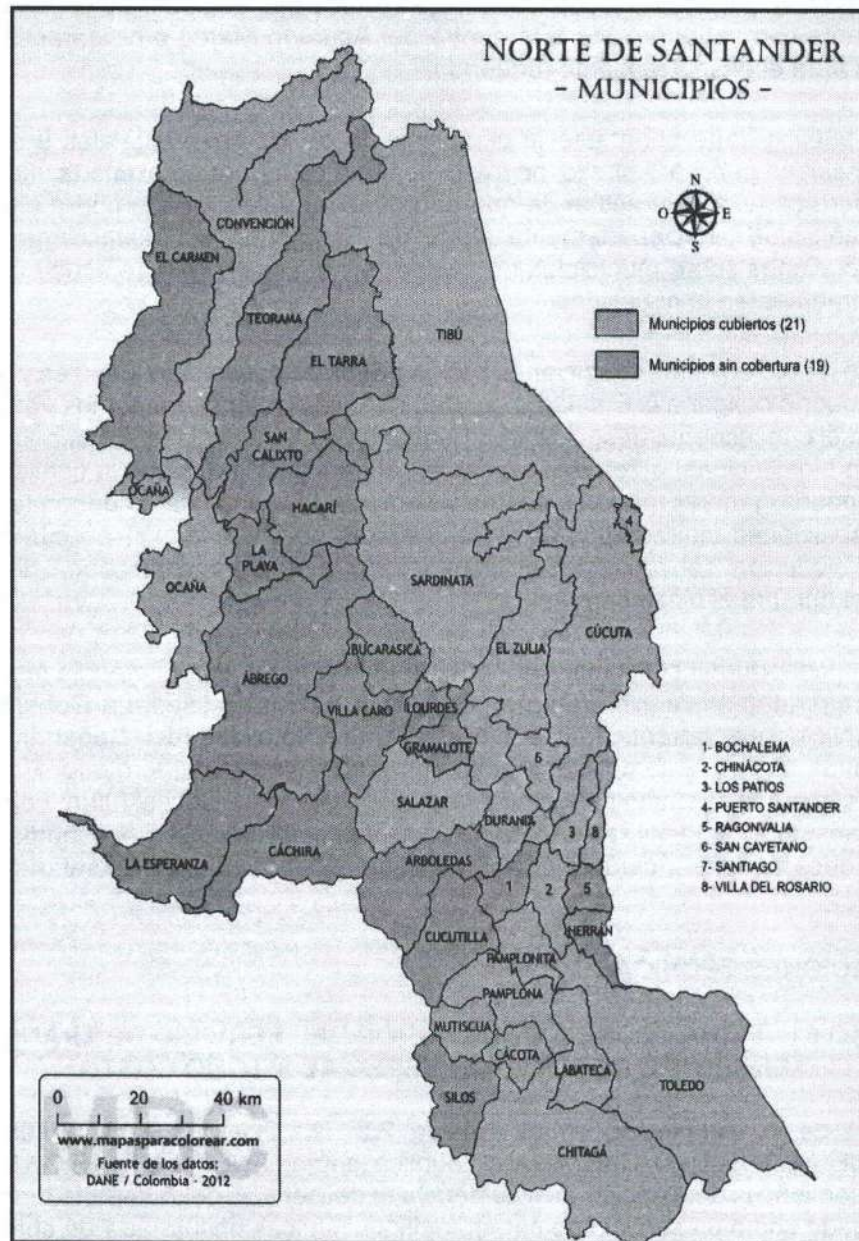 NORTE DE SANTANDER
- MUNICIPIOS -
N
O
E
S
CONVENCIÓN
EL CARMEN
TEORAMA
TIBÚ
Municipios cubiertos (21)
EL TARRA
Municipios sin cobertura (19)
SAN
CALIXTO
OCAÑA
HACARÍ
4
LA
PLAYA
OCAÑA
SARDINATA
CÚCUTA
BUCARASICA
EL ZULIA
ÁBREGO
VILLA CARO
LOURDES
GRAMALOTE
6
1- BOCHALEMA
2- CHINÁCOTA
3- LOS PATIOS
4- PUERTO SANTANDER
5- RAGONVALIA
6- SAN CAYETANO
7- SANTIAGO
8- VILLA DEL ROSARIO
SALAZAR
DURANIA
3
8
LA ESPERANZA
CÁCHIRA
ARBOLEDAS
1
2
5
CUCUTILLA
HERRÁN
PAMPLONITA
PAMPLONA
MUTISCUA
CÁCOTA
LABATECA
TOLEDO
SILOS
CHITAGÁ
0 20 40 km
MPC
www.mapasparacolorear.com
Fuente de los datos:
DANE / Colombia - 2012